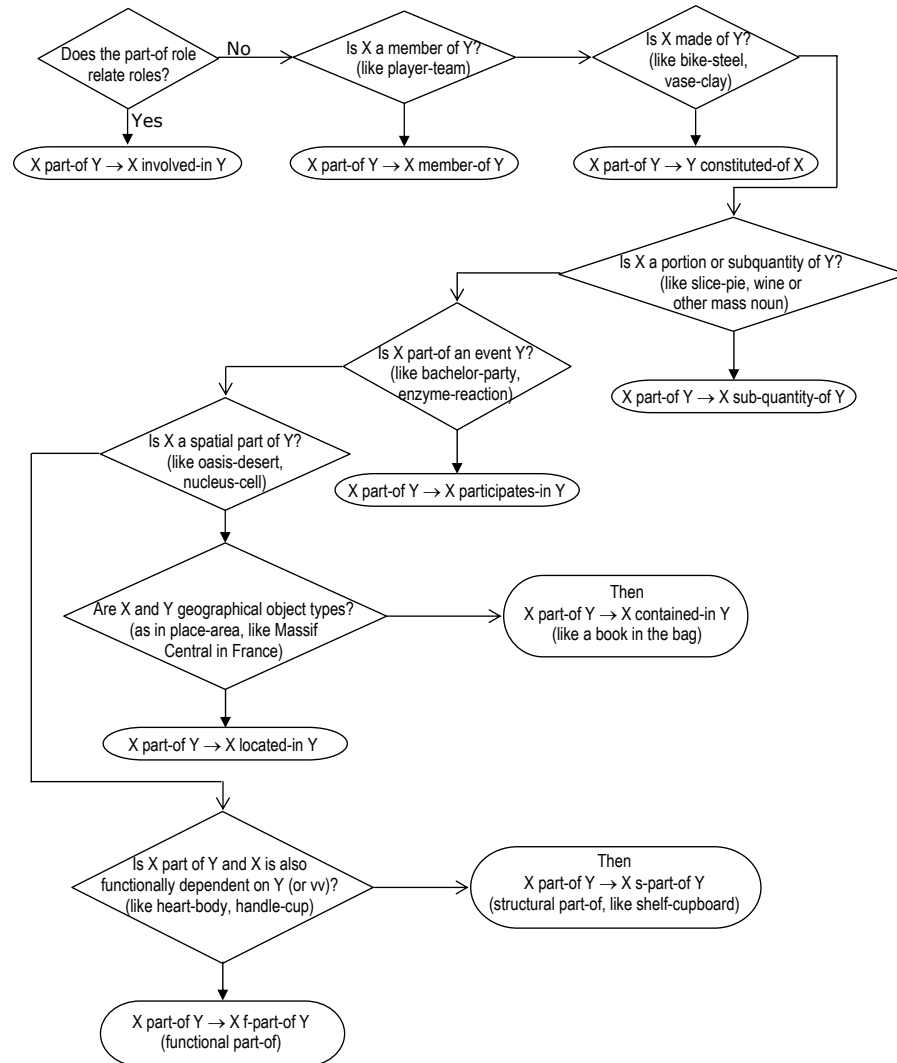 Does the part-of role
relate roles?
No
Yes
X part-of Y → X involved-in Y
Is X a member of Y?
(like player-team)
X part-of Y → X member-of Y
Is X made of Y?
(like bike-steel,
vase-clay)
X part-of Y → Y constituted-of X
Is X a portion or subquantity of Y?
(like slice-pie, wine or
other mass noun)
X part-of Y → X sub-quantity-of Y
Is X part-of an event Y?
(like bachelor-party,
enzyme-reaction)
X part-of Y → X participates-in Y
Is X a spatial part of Y?
(like oasis-desert,
nucleus-cell)
Are X and Y geographical object types?
(as in place-area, like Massif
Central in France)
Then
X part-of Y → X contained-in Y
(like a book in the bag)
X part-of Y → X located-in Y
Is X part of Y and X is also
functionally dependent on Y (or vv)?
(like heart-body, handle-cup)
Then
X part-of Y → X s-part-of Y
(structural part-of, like shelf-cupboard)
X part-of Y → X f-part-of Y
(functional part-of)